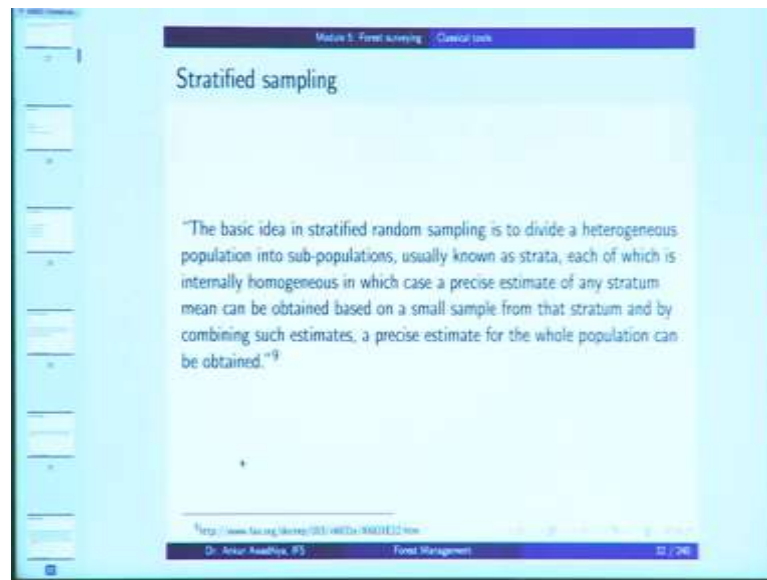 Module 5: Forest surveying Classical tools
Stratified sampling
"The basic idea in stratified random sampling is to divide a heterogeneous
population into sub-populations, usually known as strata, each of which is
internally homogeneous in which case a precise estimate of any stratum
mean can be obtained based on a small sample from that stratum and by
combining such estimates, a precise estimate for the whole population can
be obtained."9
Dr. Ankur Awadhiya, IFS Forest Management 32 / 240